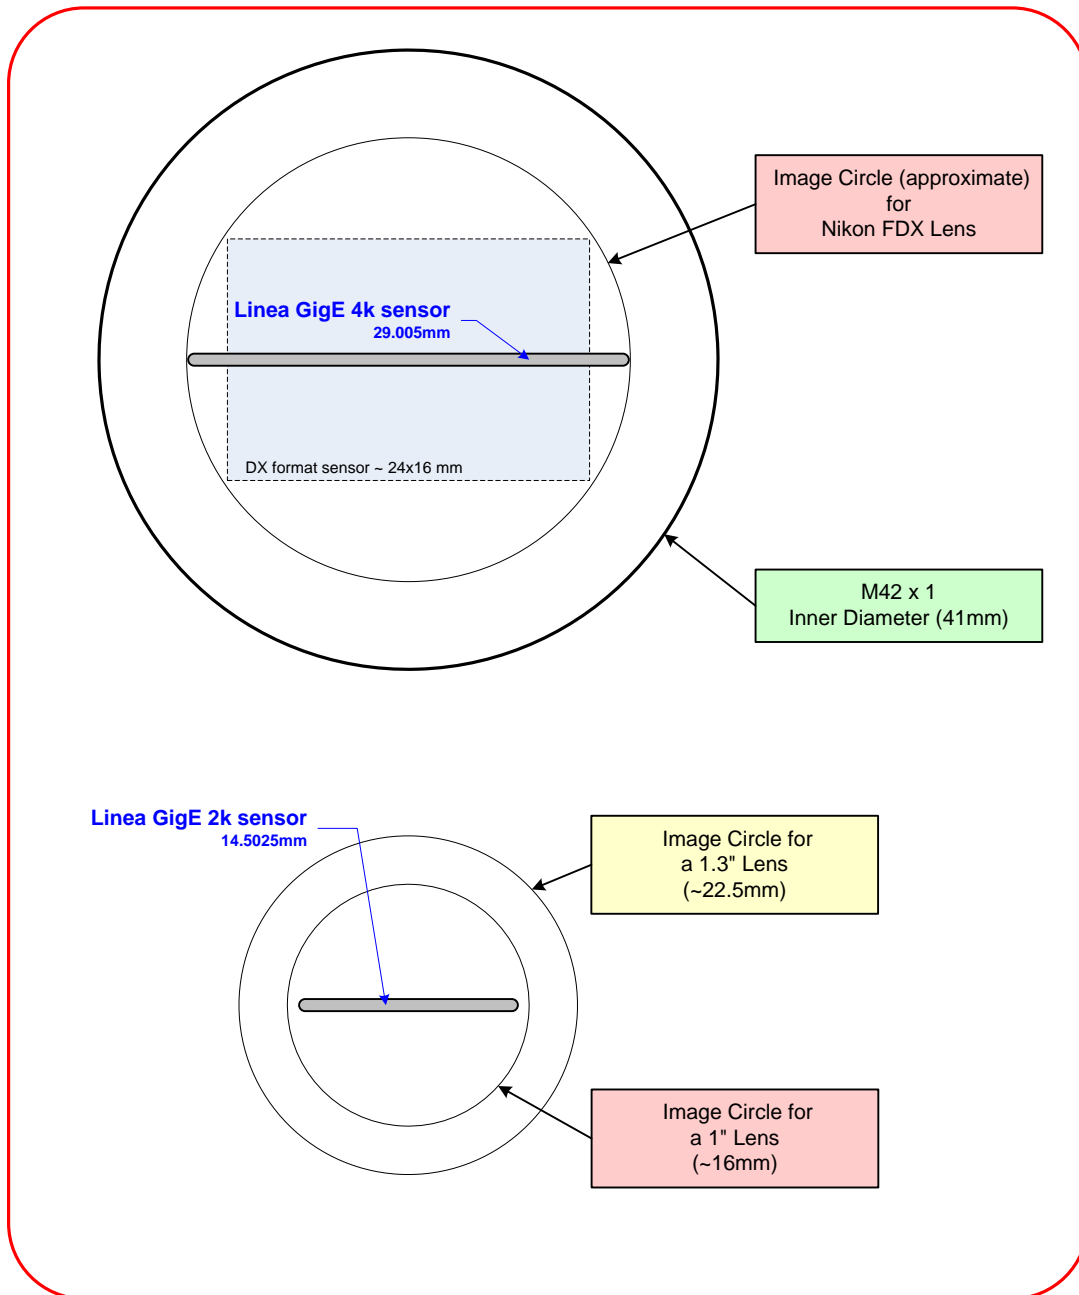 Image Circle (approximate)
for
Nikon FDX Lens
Linea GigE 4k sensor
29.005mm
DX format sensor ~ 24x16 mm
M42 x 1
Inner Diameter (41mm)
Linea GigE 2k sensor
14.5025mm
Image Circle for
a 1.3" Lens
(~22.5mm)
Image Circle for
a 1" Lens
(~16mm)